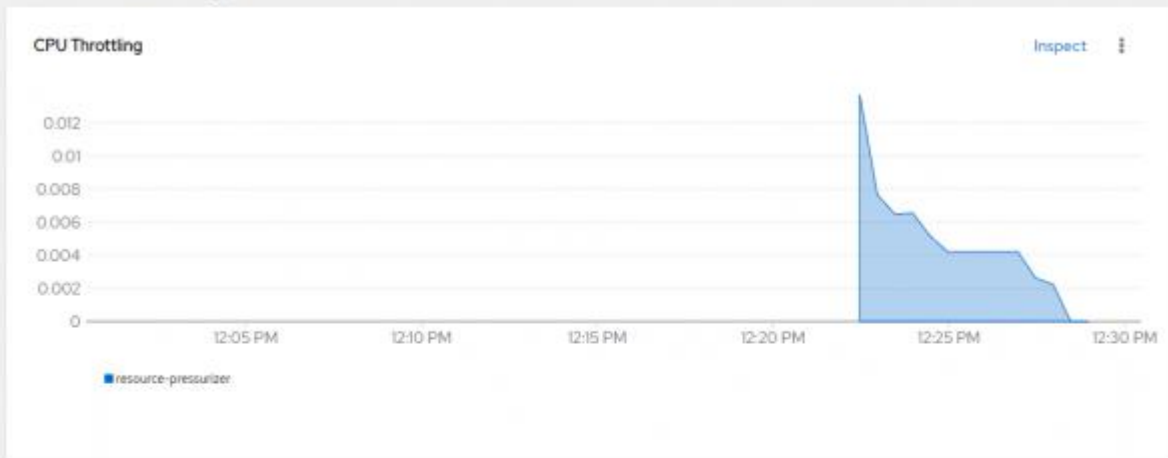 CPU Throttling
Inspect
0.012
0.01
0.008
0.006
0.004
0.002
0
12:05 PM 12:10 PM 12:15 PM 12:20 PM 12:25 PM 12:30 PM
resource-pressurizer